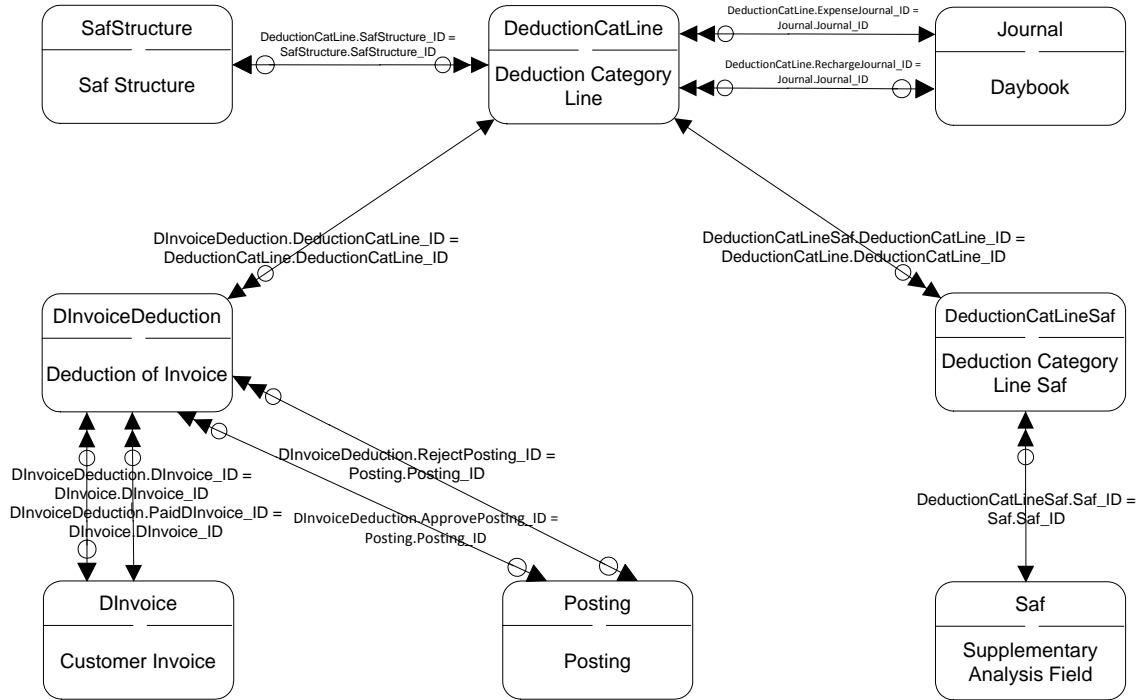 SafStructure
Saf Structure
DeductionCatLine.SafStructure_ID =
SafStructure.SafStructure_ID
DeductionCatLine
Deduction Category
Line
DeductionCatLine.ExpenseJournal_ID =
Journal.Journal_ID
DeductionCatLine.RechargeJournal_ID =
Journal.Journal_ID
Journal
Daybook
DInvoiceDeduction.DeductionCatLine_ID =
DeductionCatLine.DeductionCatLine_ID
DeductionCatLineSaf.DeductionCatLine_ID =
DeductionCatLine.DeductionCatLine_ID
DInvoiceDeduction
Deduction of Invoice
DeductionCatLineSaf
Deduction Category
Line Saf
DInvoiceDeduction.DInvoice_ID =
DInvoice.DInvoice_ID
DInvoiceDeduction.PaidDInvoice_ID =
DInvoice.DInvoice_ID
DInvoiceDeduction.RejectPosting_ID =
Posting.Posting_ID
DInvoiceDeduction.ApprovePosting_ID =
Posting.Posting_ID
DeductionCatLineSaf.Saf_ID =
Saf.Saf_ID
DInvoice
Customer Invoice
Posting
Posting
Saf
Supplementary
Analysis Field